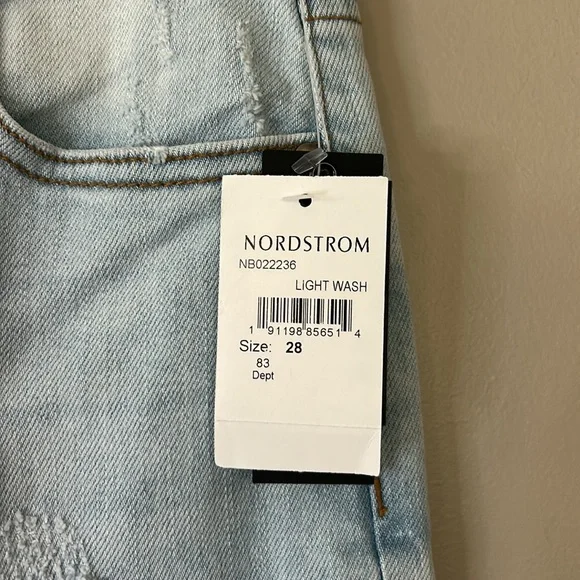 NORDSTROM
NB022236
LiGHT WASH
1 91198 85651 4
Size: 28
83
Dept